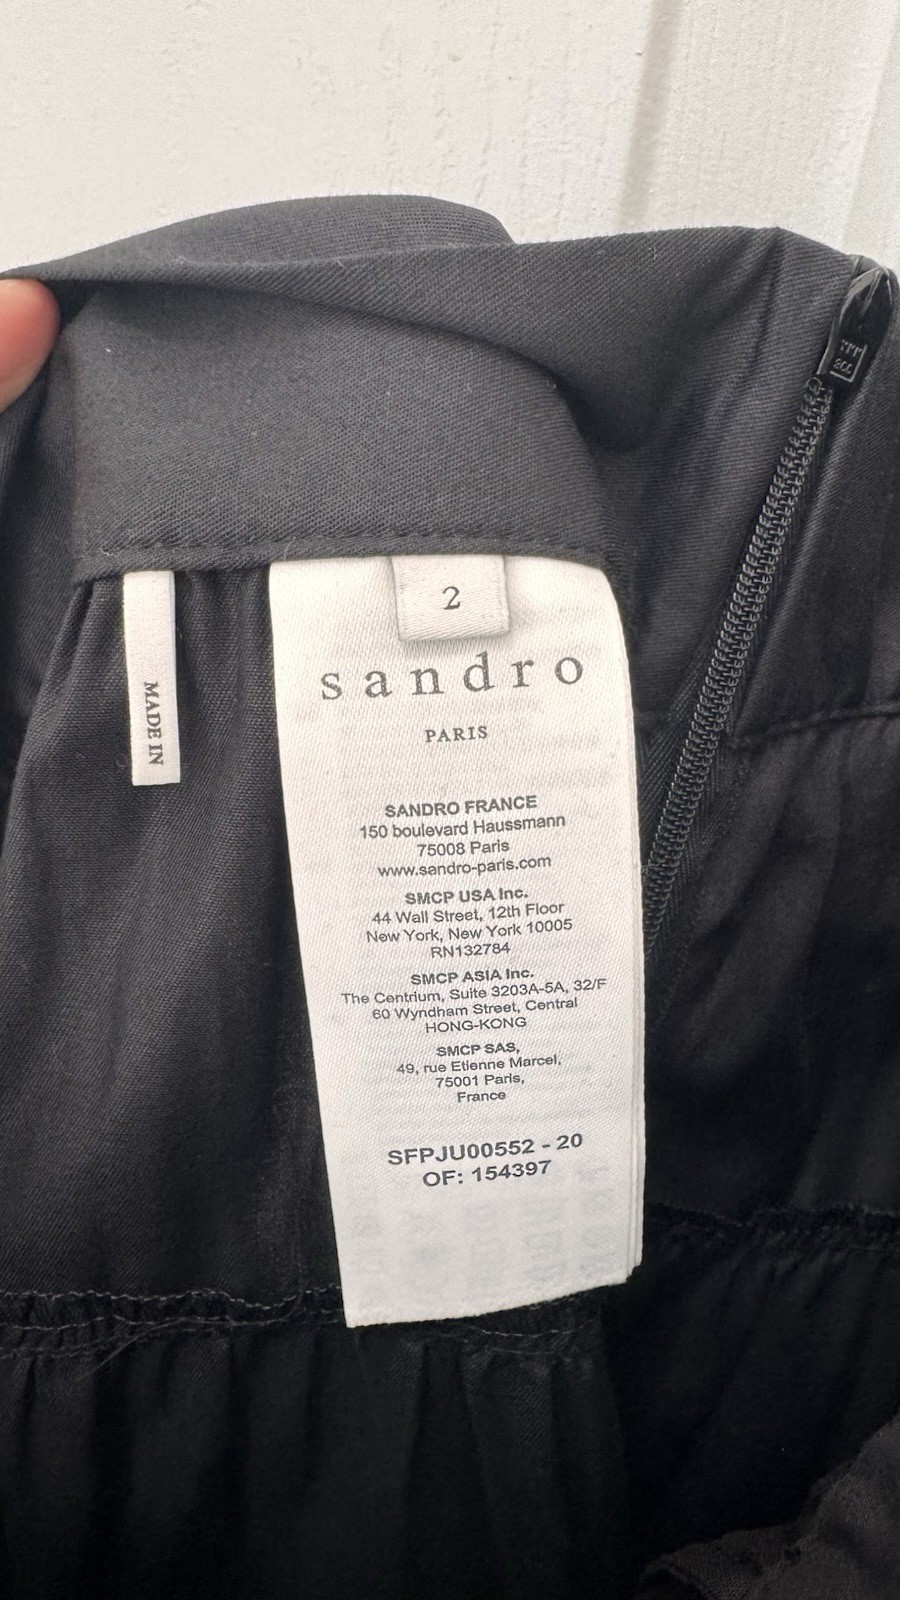 2
sandro
PARIS
MADE IN
SANDRO FRANCE
150 boulevard Haussmann
75008 Paris
www.sandro-paris.com
SMCP USA Inc.
44 Wall Street, 12th Floor
New York, New York 10005
RN132784
SMCP ASIA Inc.
The Centrium, Suite 3203A-5A, 32/F
60 Wyndham Street, Central
HONG-KONG
SMCP SAS,
49, rue Etienne Marcel,
75001 Paris,
France
SFPJU00552 - 20
OF: 154397